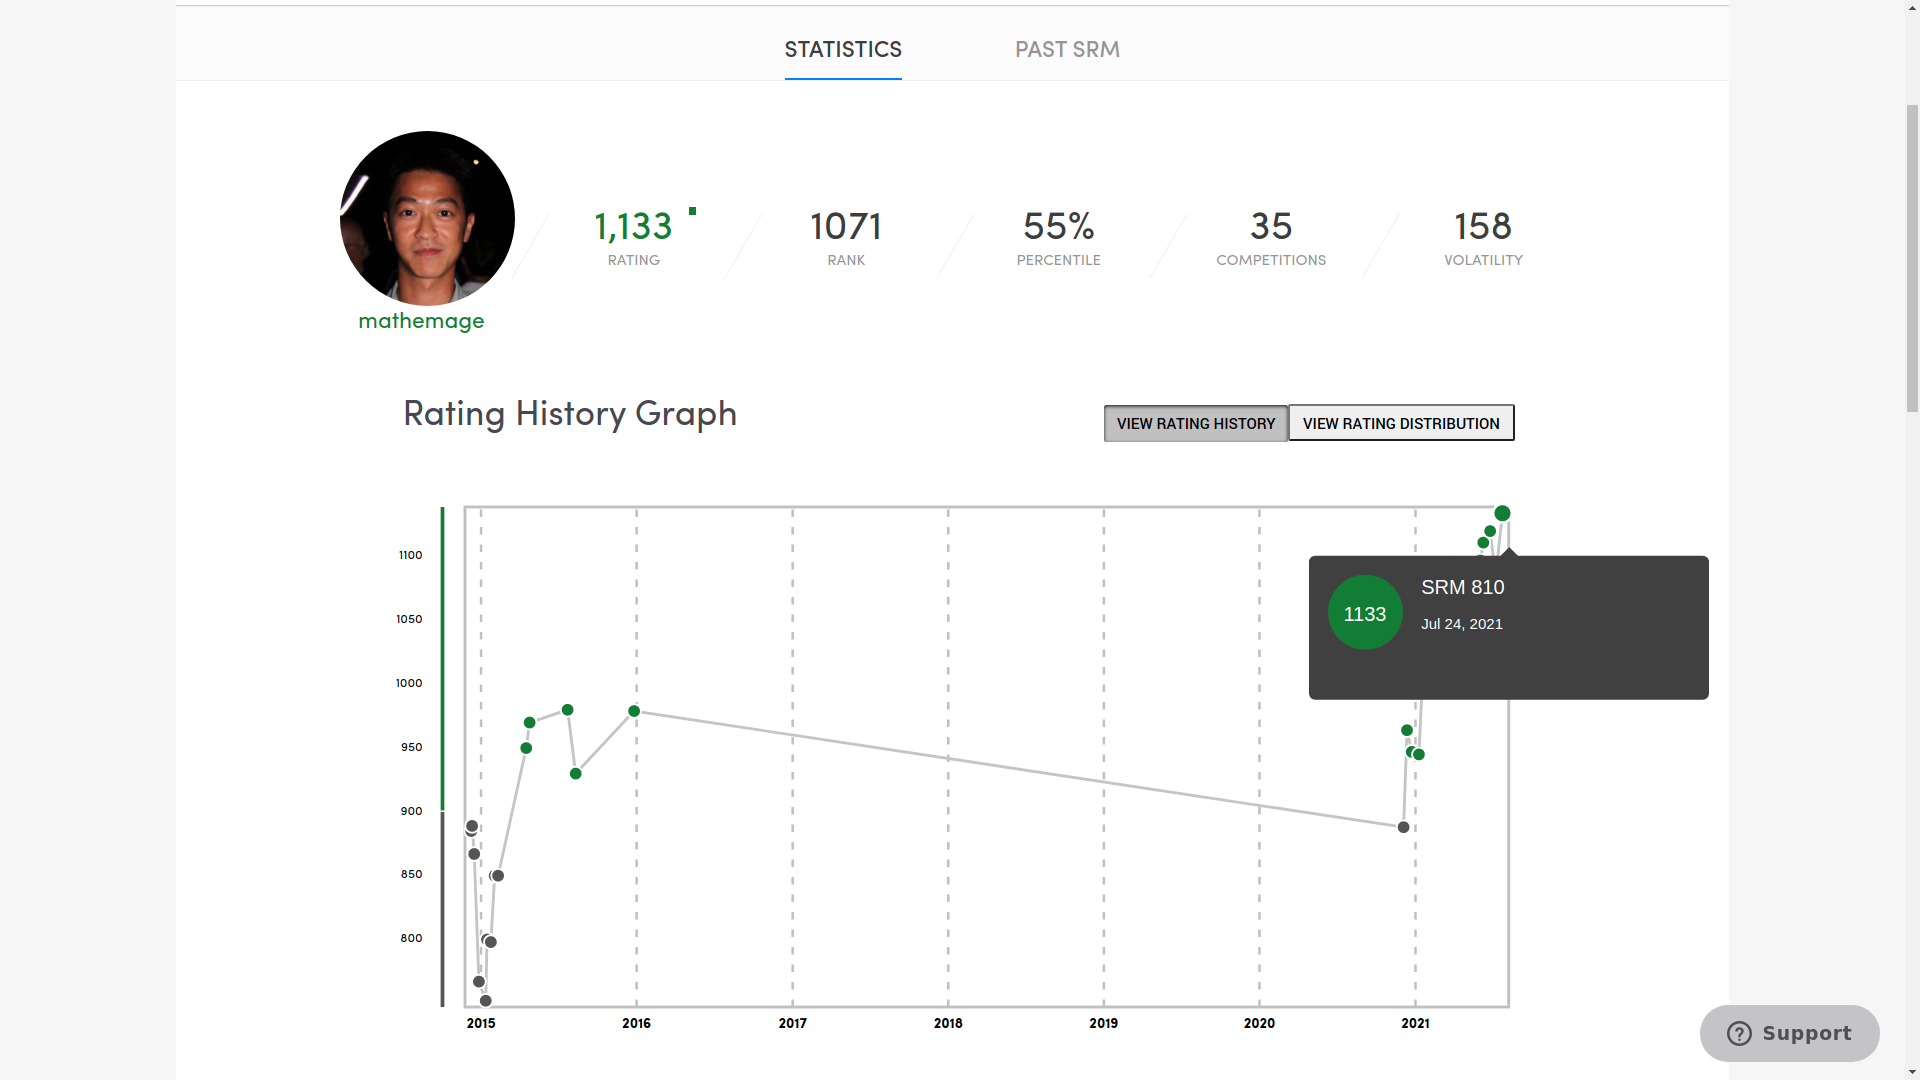 STATISTICS
PAST SRM
1,133
RATING
1071
RANK
55%
PERCENTILE
35
COMPETITIONS
158
VOLATILITY
mathemage
Rating History Graph
VIEW RATING HISTORY
VIEW RATING DISTRIBUTION
1100
1050
1000
950
900
850
800
SRM 810
1133
Jul 24, 2021
2015
2016
2017
2018
2019
2020
2021
Support